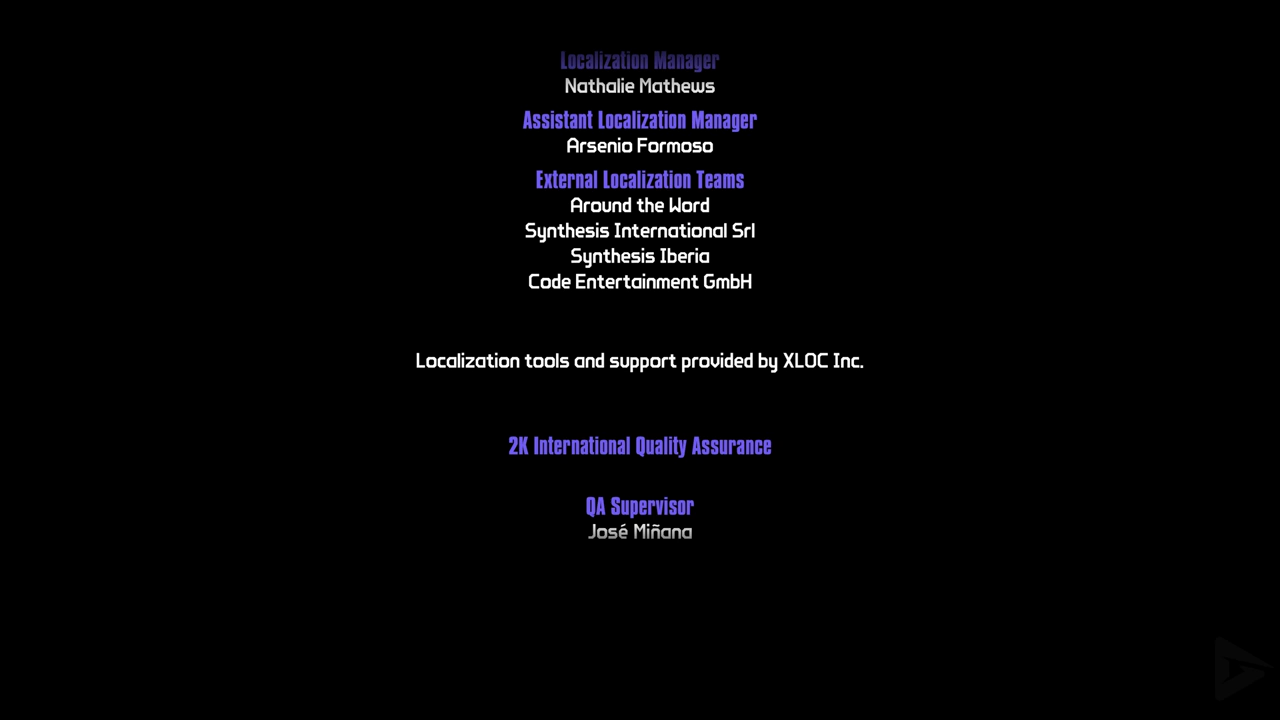 Localization Manager
Nathalie Mathews
Assistant Localization Manager
Arsenio Formoso
External Localization Teams
Around the Word
Synthesis International Srl
Synthesis Iberia
Code Entertainment GmbH
Localization tools and support provided by XLOC Inc.
2K International Quality Assurance
QA Supervisor
José Miñana